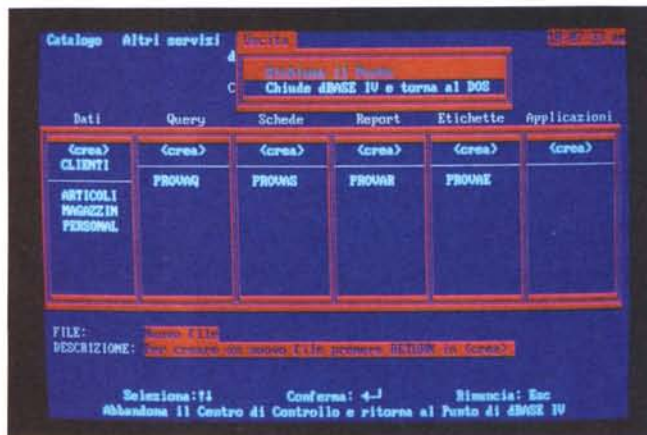 Catalogo Altri servizi Uscita
d
il Punto
C Chiude dBASE IV e torna al DOS
Dati Query Schede Report Etichette Applicazioni
<crea> <crea> <crea> <crea> <crea> <crea>
CLIENTI
PROVAQ PROVAS PROVAR PROVAE
ARTICOLI
MAGAZZIN
PERSONAL
FILE: Nuovo file
DESCRIZIONE: Per creare un nuovo file premere RETURN in <crea>
Seleziona:↑↓ Conferma: ←┘ Rinuncia: Esc
Abbandona il Centro di Controllo e ritorna al Punto di dBASE IV